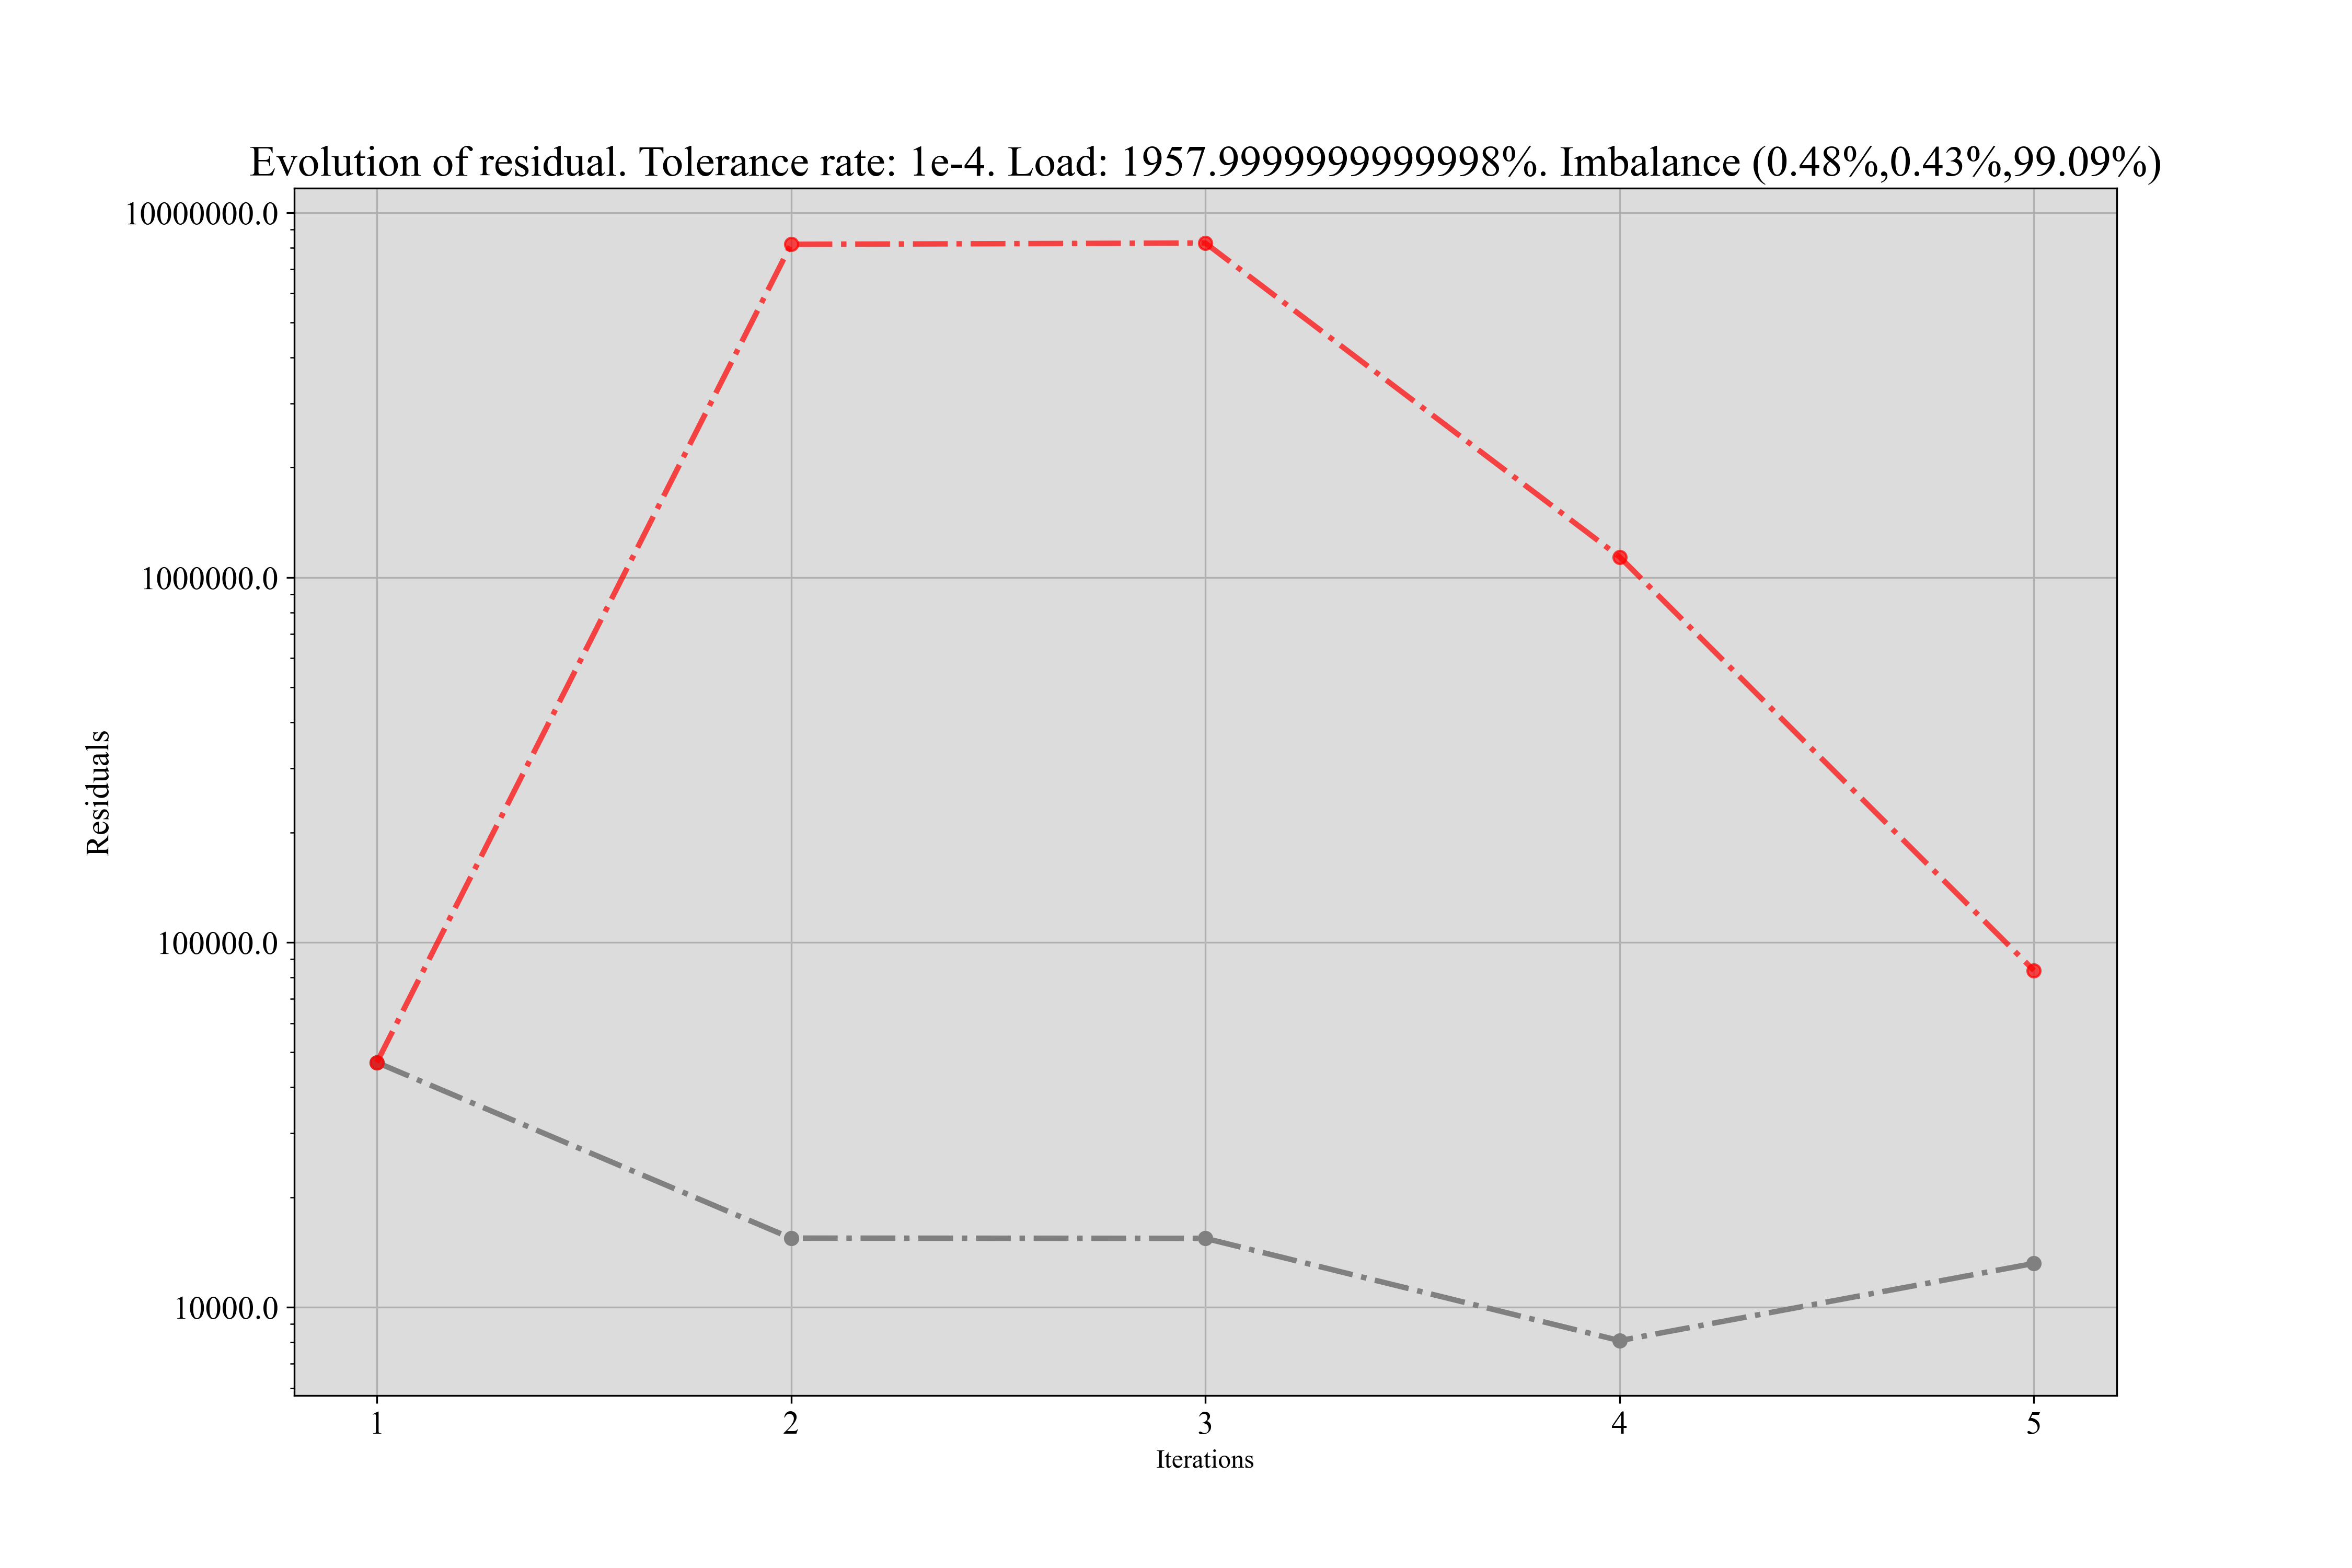 Evolution of residual. Tolerance rate: 1e-4. Load: 1957.9999999999998%. Imbalance (0.48%,0.43%,99.09%)
10000000.0
1000000.0
100000.0
10000.0
Residuals
1 2 3 4 5
Iterations